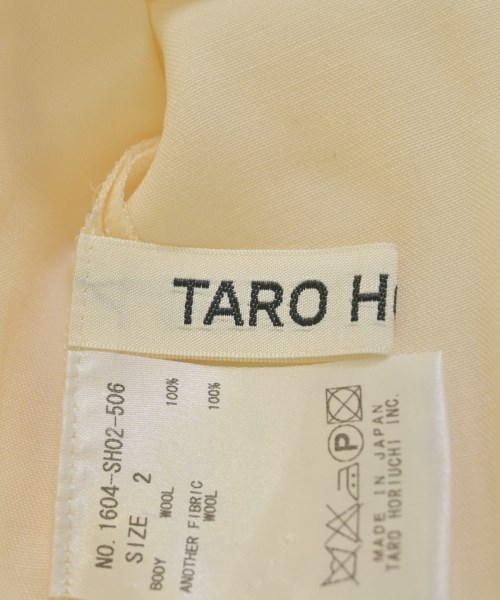 TARO H
NO. 1604-SH02-506
SIZE 2
BODY
WOOL 100%
ANOTHER FIBRIC
WOOL 100%
P
MADE IN JAPAN
TARO HORIUCHI INC.